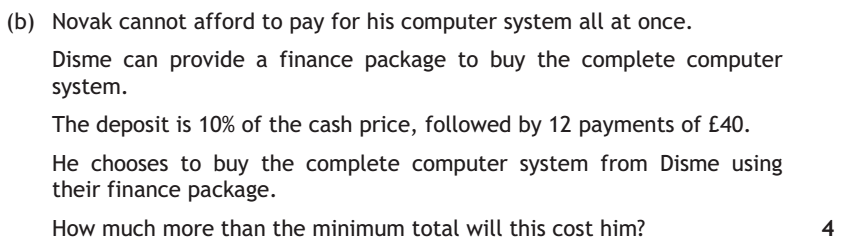 (b) Novak cannot afford to pay for his computer system all at once.
Disme can provide a finance package to buy the complete computer
system.
The deposit is 10% of the cash price, followed by 12 payments of £40.
He chooses to buy the complete computer system from Disme using
their finance package.
How much more than the minimum total will this cost him? 4